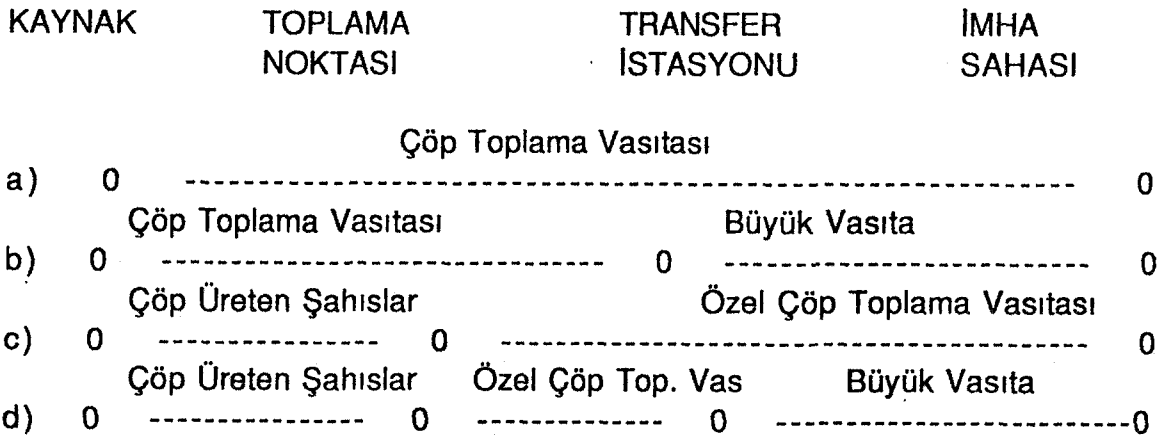 KAYNAK TOPLAMA TRANSFER İMHA
NOKTASI İSTASYONU SAHASI
Çöp Toplama Vasıtası
a) 0 ---------------------------------------------------------------- 0
Çöp Toplama Vasıtası Büyük Vasıta
b) 0 ------------------------------- 0 -------------------------- 0
Çöp Üreten Şahıslar Özel Çöp Toplama Vasıtası
c) 0 ---------------- 0 ------------------------------------------ 0
Çöp Üreten Şahıslar Özel Çöp Top. Vas Büyük Vasıta
d) 0 ---------------- 0 -------------- 0 --------------------------0